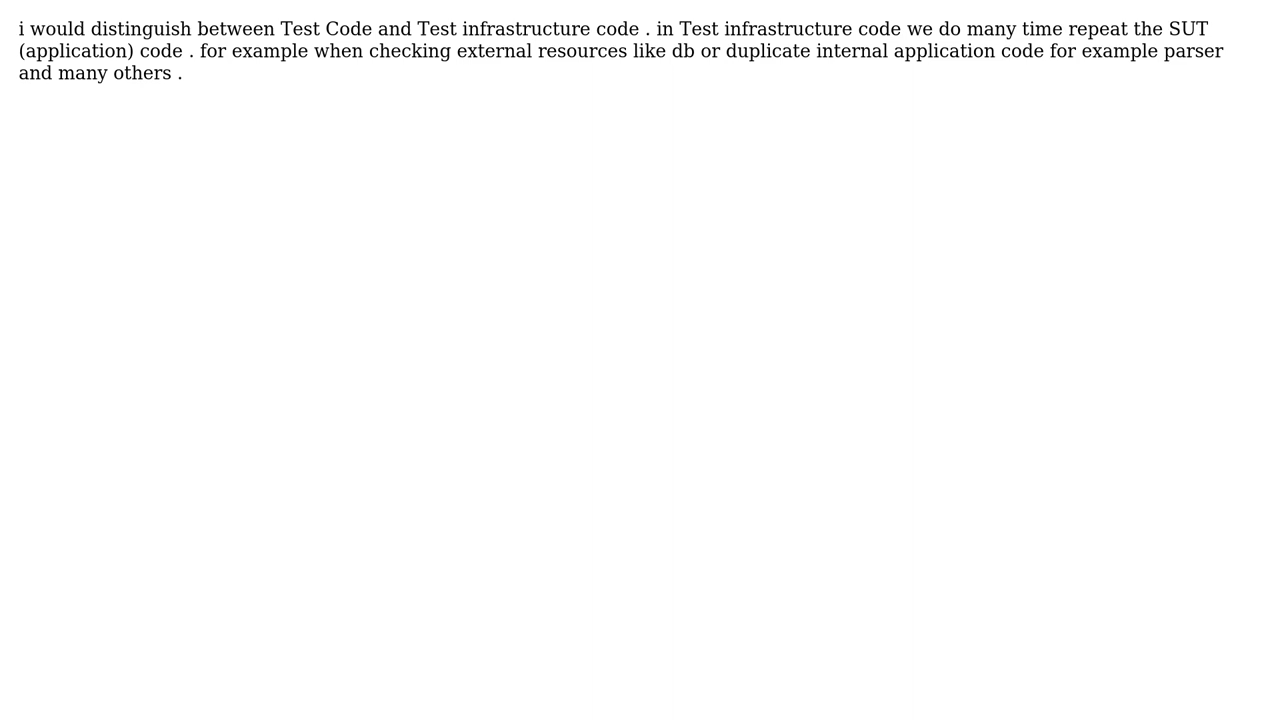 i would distinguish between Test Code and Test infrastructure code . in Test infrastructure code we do many time repeat the SUT
(application) code . for example when checking external resources like db or duplicate internal application code for example parser
and many others .